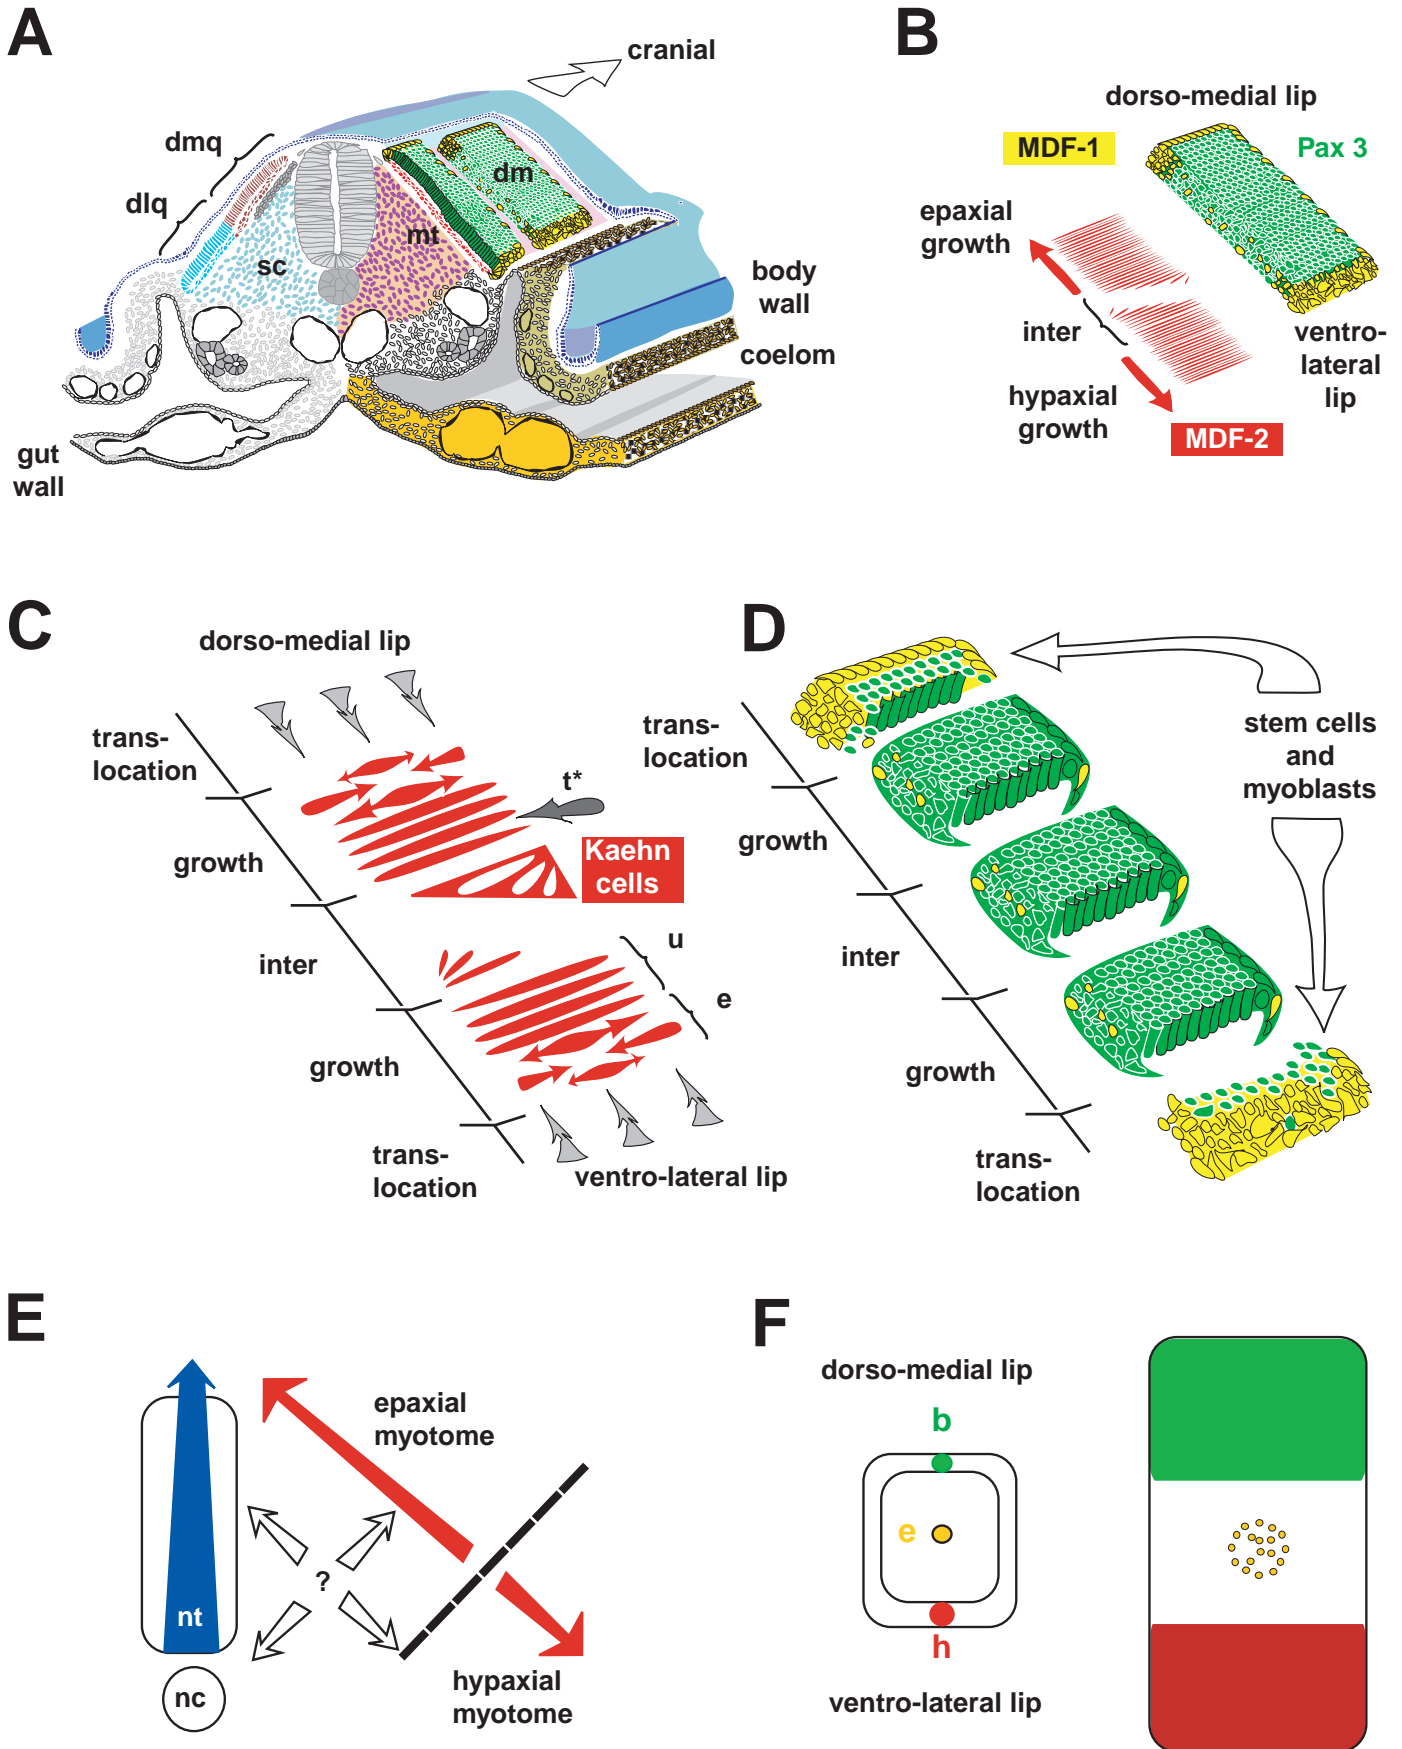 A
cranial
dmq
dlq
sc
mt
dm
body
wall
coelom
gut
wall
B
dorso-medial lip
MDF-1
Pax 3
epaxial
growth
inter
hypaxial
growth
MDF-2
ventro-
lateral
lip
C
dorso-medial lip
trans-
location
t*
growth
Kaehn
cells
inter
u
e
growth
trans-
location
ventro-lateral lip
D
trans-
location
stem cells
and
myoblasts
growth
inter
growth
trans-
location
E
epaxial
myotome
?
nt
nc
hypaxial
myotome
F
dorso-medial lip
b
e
h
ventro-lateral lip